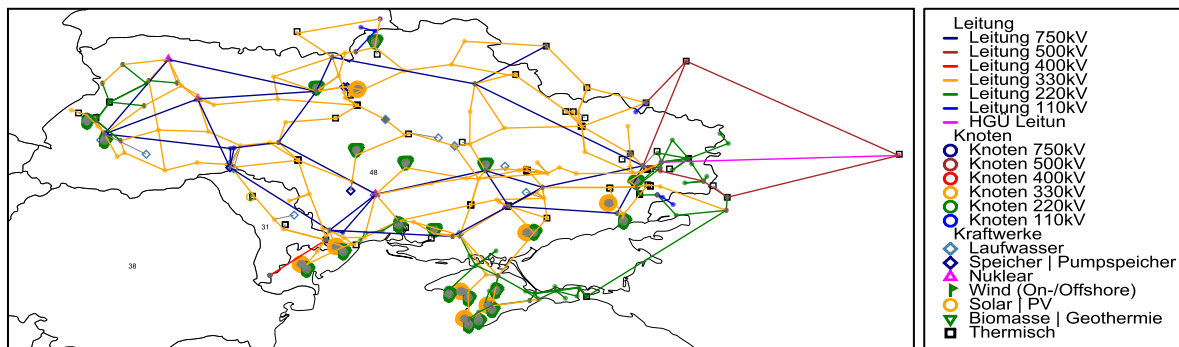 Leitung
Leitung 750kV
Leitung 500kV
Leitung 400kV
Leitung 330kV
Leitung 220kV
Leitung 110kV
HGU Leitun
Knoten
Knoten 750kV
Knoten 500kV
Knoten 400kV
Knoten 330kV
Knoten 220kV
Knoten 110kV
Kraftwerke
Laufwasser
Speicher | Pumpspeicher
Nuklear
Wind (On-/Offshore)
Solar | PV
Biomasse | Geothermie
Thermisch
48
31
38